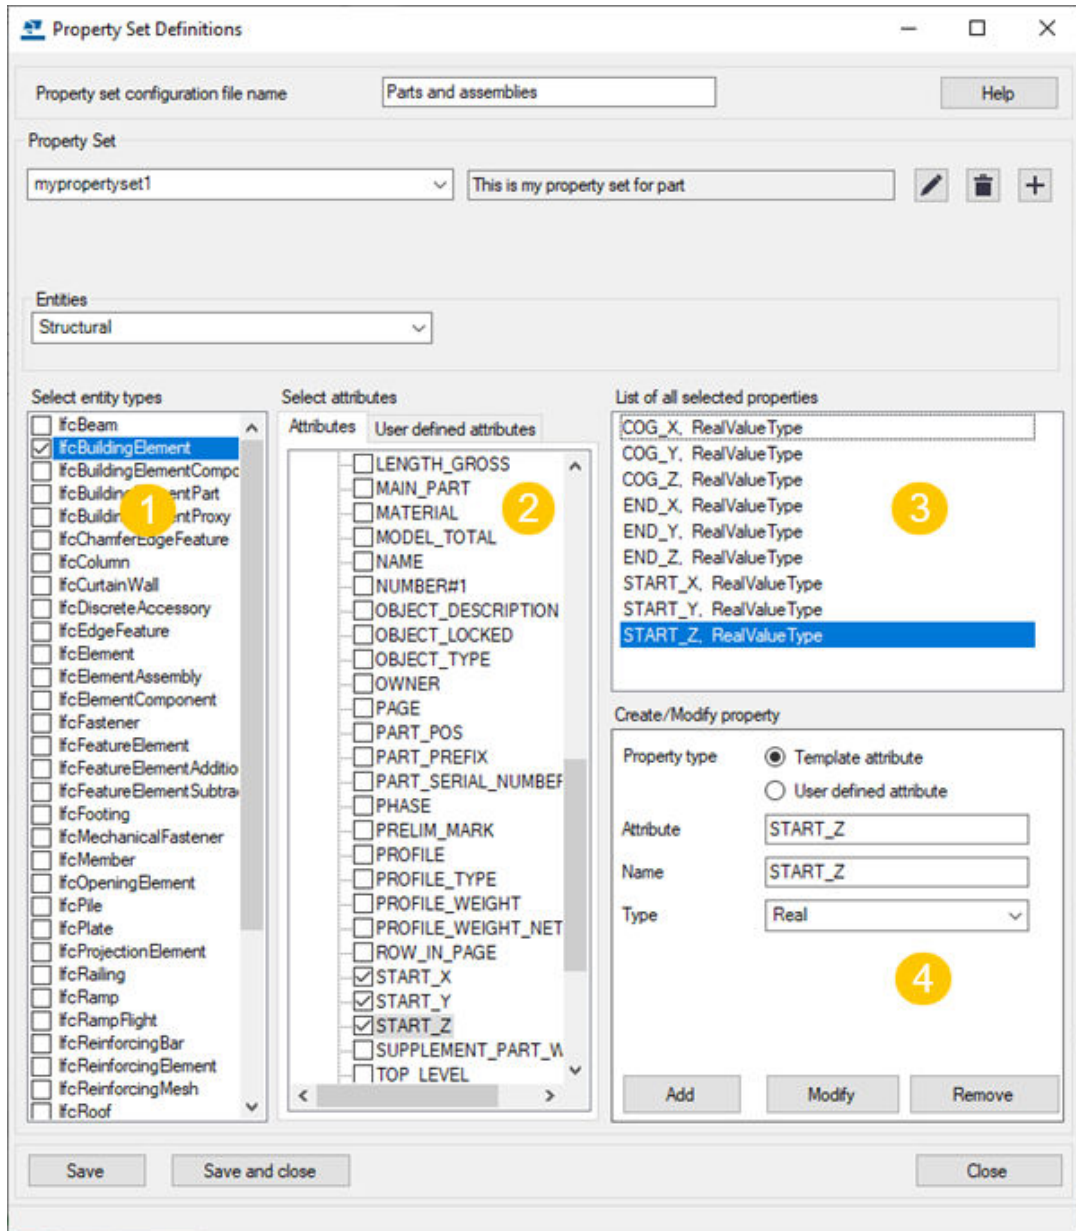 Property Set Definitions
Property set configuration file name
Parts and assemblies
Help
Property Set
mypropertyset1
This is my property set for part
Entities
Structural
Select entity types
IfcBeam
IfcBuildingElement
IfcBuildingElementCompo
IfcBuildingElementPart
IfcBuildingElementProxy
IfcChamferEdgeFeature
IfcColumn
IfcCurtainWall
IfcDiscreteAccessory
IfcEdgeFeature
IfcElement
IfcElementAssembly
IfcElementComponent
IfcFastener
IfcFeatureElement
IfcFeatureElementAdditio
IfcFeatureElementSubtra
IfcFooting
IfcMechanicalFastener
IfcMember
IfcOpeningElement
IfcPile
IfcPlate
IfcProjectionElement
IfcRailing
IfcRamp
IfcRampFlight
IfcReinforcingBar
IfcReinforcingElement
IfcReinforcingMesh
IfcRoof
1
Select attributes
Attributes
User defined attributes
LENGTH_GROSS
MAIN_PART
MATERIAL
MODEL_TOTAL
NAME
NUMBER#1
OBJECT_DESCRIPTION
OBJECT_LOCKED
OBJECT_TYPE
OWNER
PAGE
PART_POS
PART_PREFIX
PART_SERIAL_NUMBER
PHASE
PRELIM_MARK
PROFILE
PROFILE_TYPE
PROFILE_WEIGHT
PROFILE_WEIGHT_NET
ROW_IN_PAGE
START_X
START_Y
START_Z
SUPPLEMENT_PART_W
TOP_LEVEL
2
List of all selected properties
COG_X, RealValueType
COG_Y, RealValueType
COG_Z, RealValueType
END_X, RealValueType
END_Y, RealValueType
END_Z, RealValueType
START_X, RealValueType
START_Y, RealValueType
START_Z, RealValueType
3
Create/Modify property
Property type
Template attribute
User defined attribute
Attribute
START_Z
Name
START_Z
Type
Real
4
Add
Modify
Remove
Save
Save and close
Close